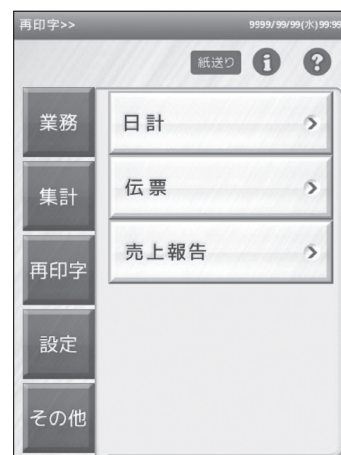 再印字>>
9999/99/99(水)99:99
紙送り
業務
集計
再印字
設定
その他
日計
伝票
売上報告